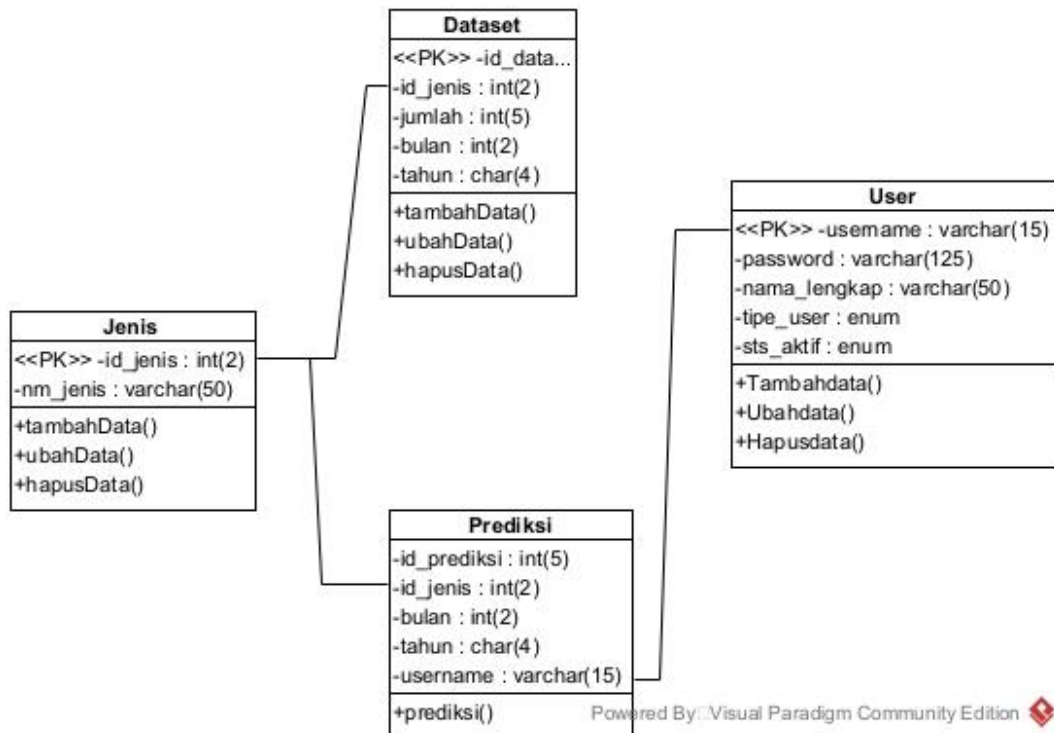 Dataset
<<PK>> -id_data...
-id_jenis : int(2)
-jumlah : int(5)
-bulan : int(2)
-tahun : char(4)
+tambahData()
+ubahData()
+hapusData()
User
<<PK>> -username : varchar(15)
-password : varchar(125)
-nama_lengkap : varchar(50)
-tipe_user : enum
-sts_aktif : enum
+Tambahdata()
+Ubahdata()
+Hapusdata()
Jenis
<<PK>> -id_jenis : int(2)
-nm_jenis : varchar(50)
+tambahData()
+ubahData()
+hapusData()
Prediksi
-id_prediksi : int(5)
-id_jenis : int(2)
-bulan : int(2)
-tahun : char(4)
-username : varchar(15)
+prediksi()
Powered By Visual Paradigm Community Edition